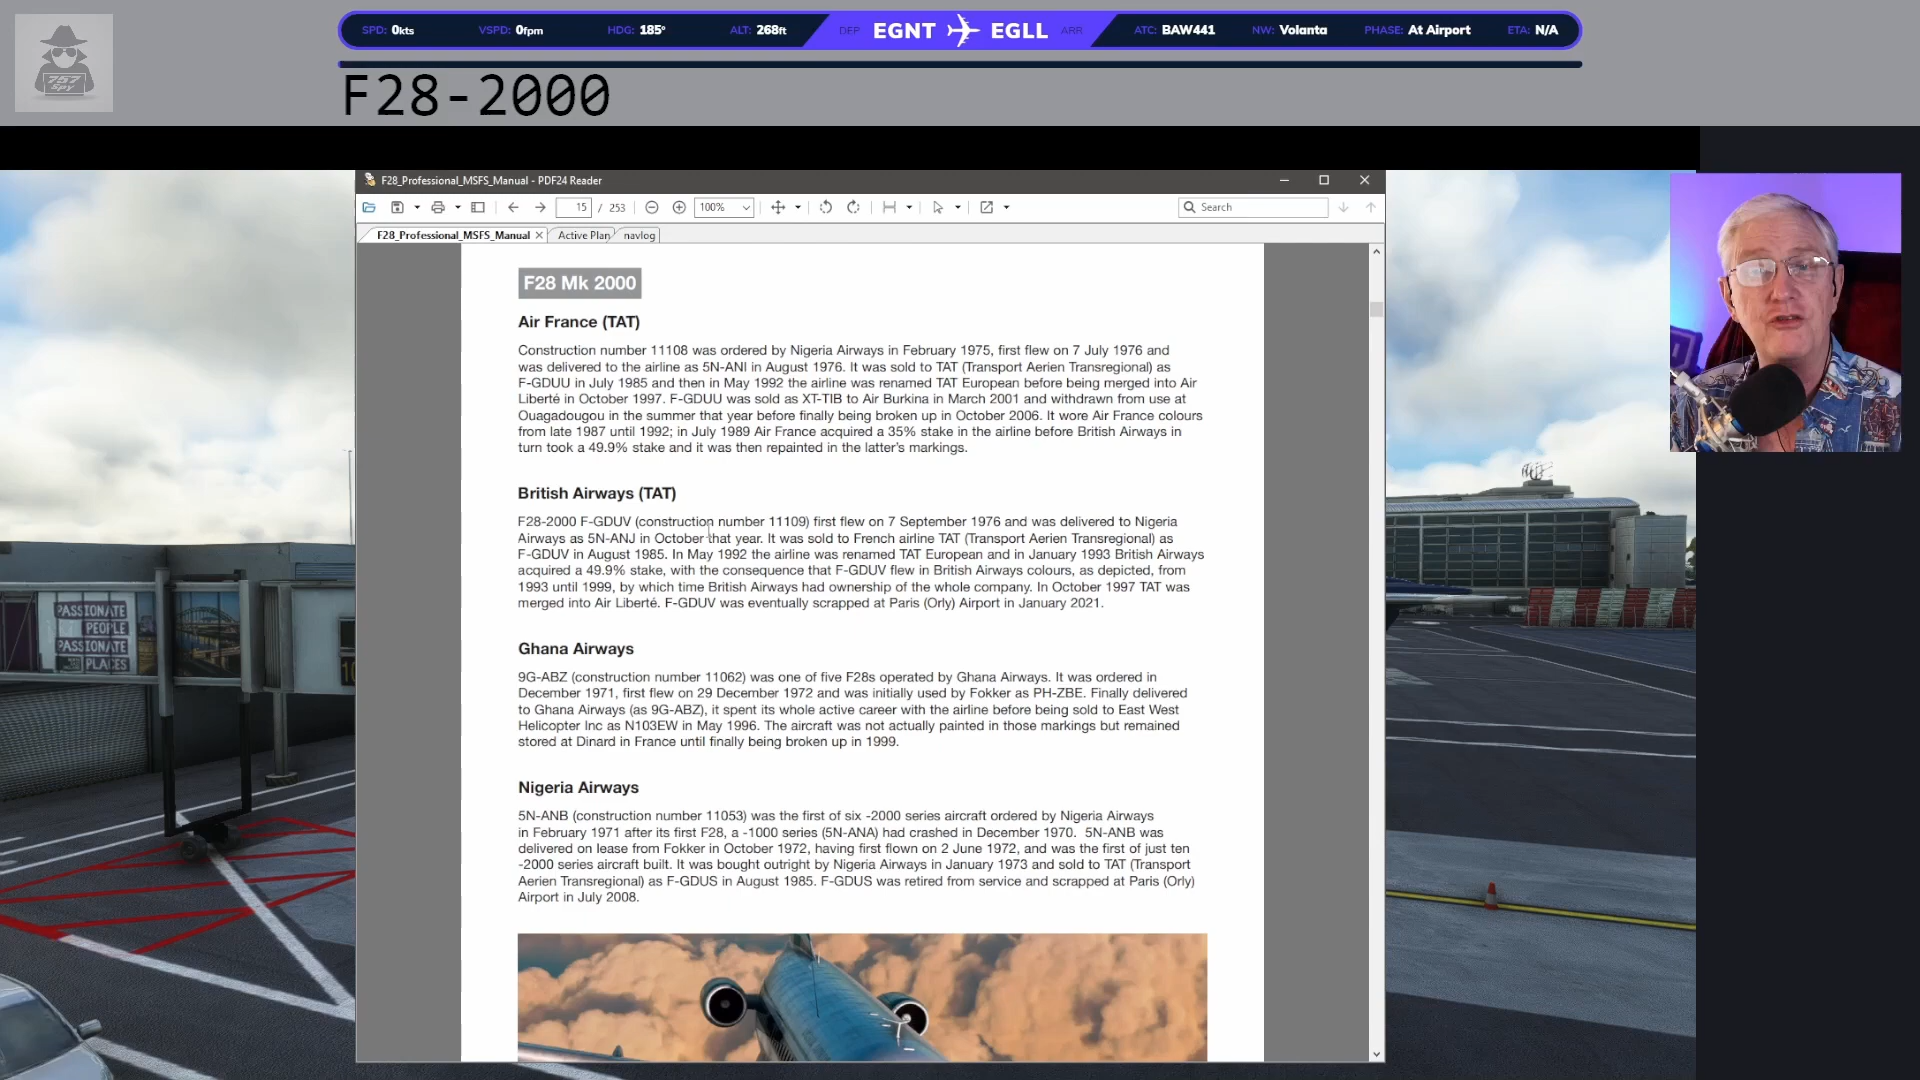 SPD: 0kts VSPD: 0fpm HDG: 185° ALT: 268ft DEP EGNT EGLL ARR ATC: BAW441 NW: Volanta PHASE: At Airport ETA: N/A
757
Spy
F28-2000
F28_Professional_MSFS_Manual - PDF24 Reader
15 / 253 100% Search
F28_Professional_MSFS_Manual Active Plan navlog
F28 Mk 2000
Air France (TAT)
Construction number 11108 was ordered by Nigeria Airways in February 1975, first flew on 7 July 1976 and
was delivered to the airline as 5N-ANI in August 1976. It was sold to TAT (Transport Aerien Transregional) as
F-GDUU in July 1985 and then in May 1992 the airline was renamed TAT European before being merged into Air
Liberté in October 1997. F-GDUU was sold as XT-TIB to Air Burkina in March 2001 and withdrawn from use at
Ouagadougou in the summer that year before finally being broken up in October 2006. It wore Air France colours
from late 1987 until 1992; in July 1989 Air France acquired a 35% stake in the airline before British Airways in
turn took a 49.9% stake and it was then repainted in the latter's markings.
British Airways (TAT)
F28-2000 F-GDUV (construction number 11109) first flew on 7 September 1976 and was delivered to Nigeria
Airways as 5N-ANJ in October that year. It was sold to French airline TAT (Transport Aerien Transregional) as
F-GDUV in August 1985. In May 1992 the airline was renamed TAT European and in January 1993 British Airways
acquired a 49.9% stake, with the consequence that F-GDUV flew in British Airways colours, as depicted, from
1993 until 1999, by which time British Airways had ownership of the whole company. In October 1997 TAT was
merged into Air Liberté. F-GDUV was eventually scrapped at Paris (Orly) Airport in January 2021.
Ghana Airways
9G-ABZ (construction number 11062) was one of five F28s operated by Ghana Airways. It was ordered in
December 1971, first flew on 29 December 1972 and was initially used by Fokker as PH-ZBE. Finally delivered
to Ghana Airways (as 9G-ABZ), it spent its whole active career with the airline before being sold to East West
Helicopter Inc as N103EW in May 1996. The aircraft was not actually painted in those markings but remained
stored at Dinard in France until finally being broken up in 1999.
Nigeria Airways
5N-ANB (construction number 11053) was the first of six -2000 series aircraft ordered by Nigeria Airways
in February 1971 after its first F28, a -1000 series (5N-ANA) had crashed in December 1970. 5N-ANB was
delivered on lease from Fokker in October 1972, having first flown on 2 June 1972, and was the first of just ten
-2000 series aircraft built. It was bought outright by Nigeria Airways in January 1973 and sold to TAT (Transport
Aerien Transregional) as F-GDUS in August 1985. F-GDUS was retired from service and scrapped at Paris (Orly)
Airport in July 2008.
PASSIONATE
PEOPLE
PASSIONATE
PLACES